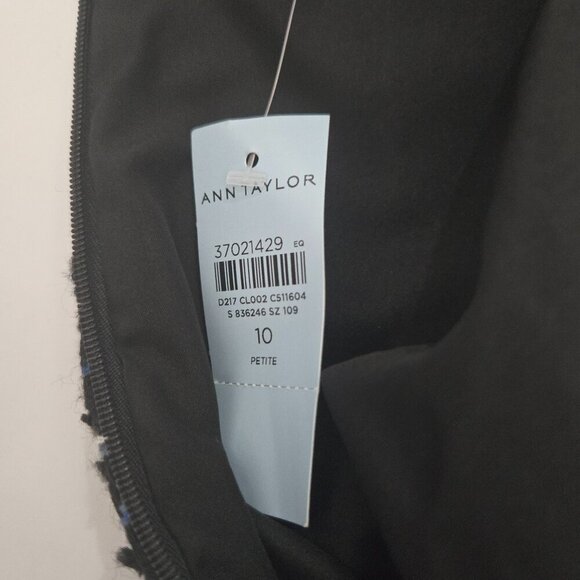 ANN TAYLOR
37021429 EQ
D217 CL002 C511604
S 836246 SZ 109
10
PETITE